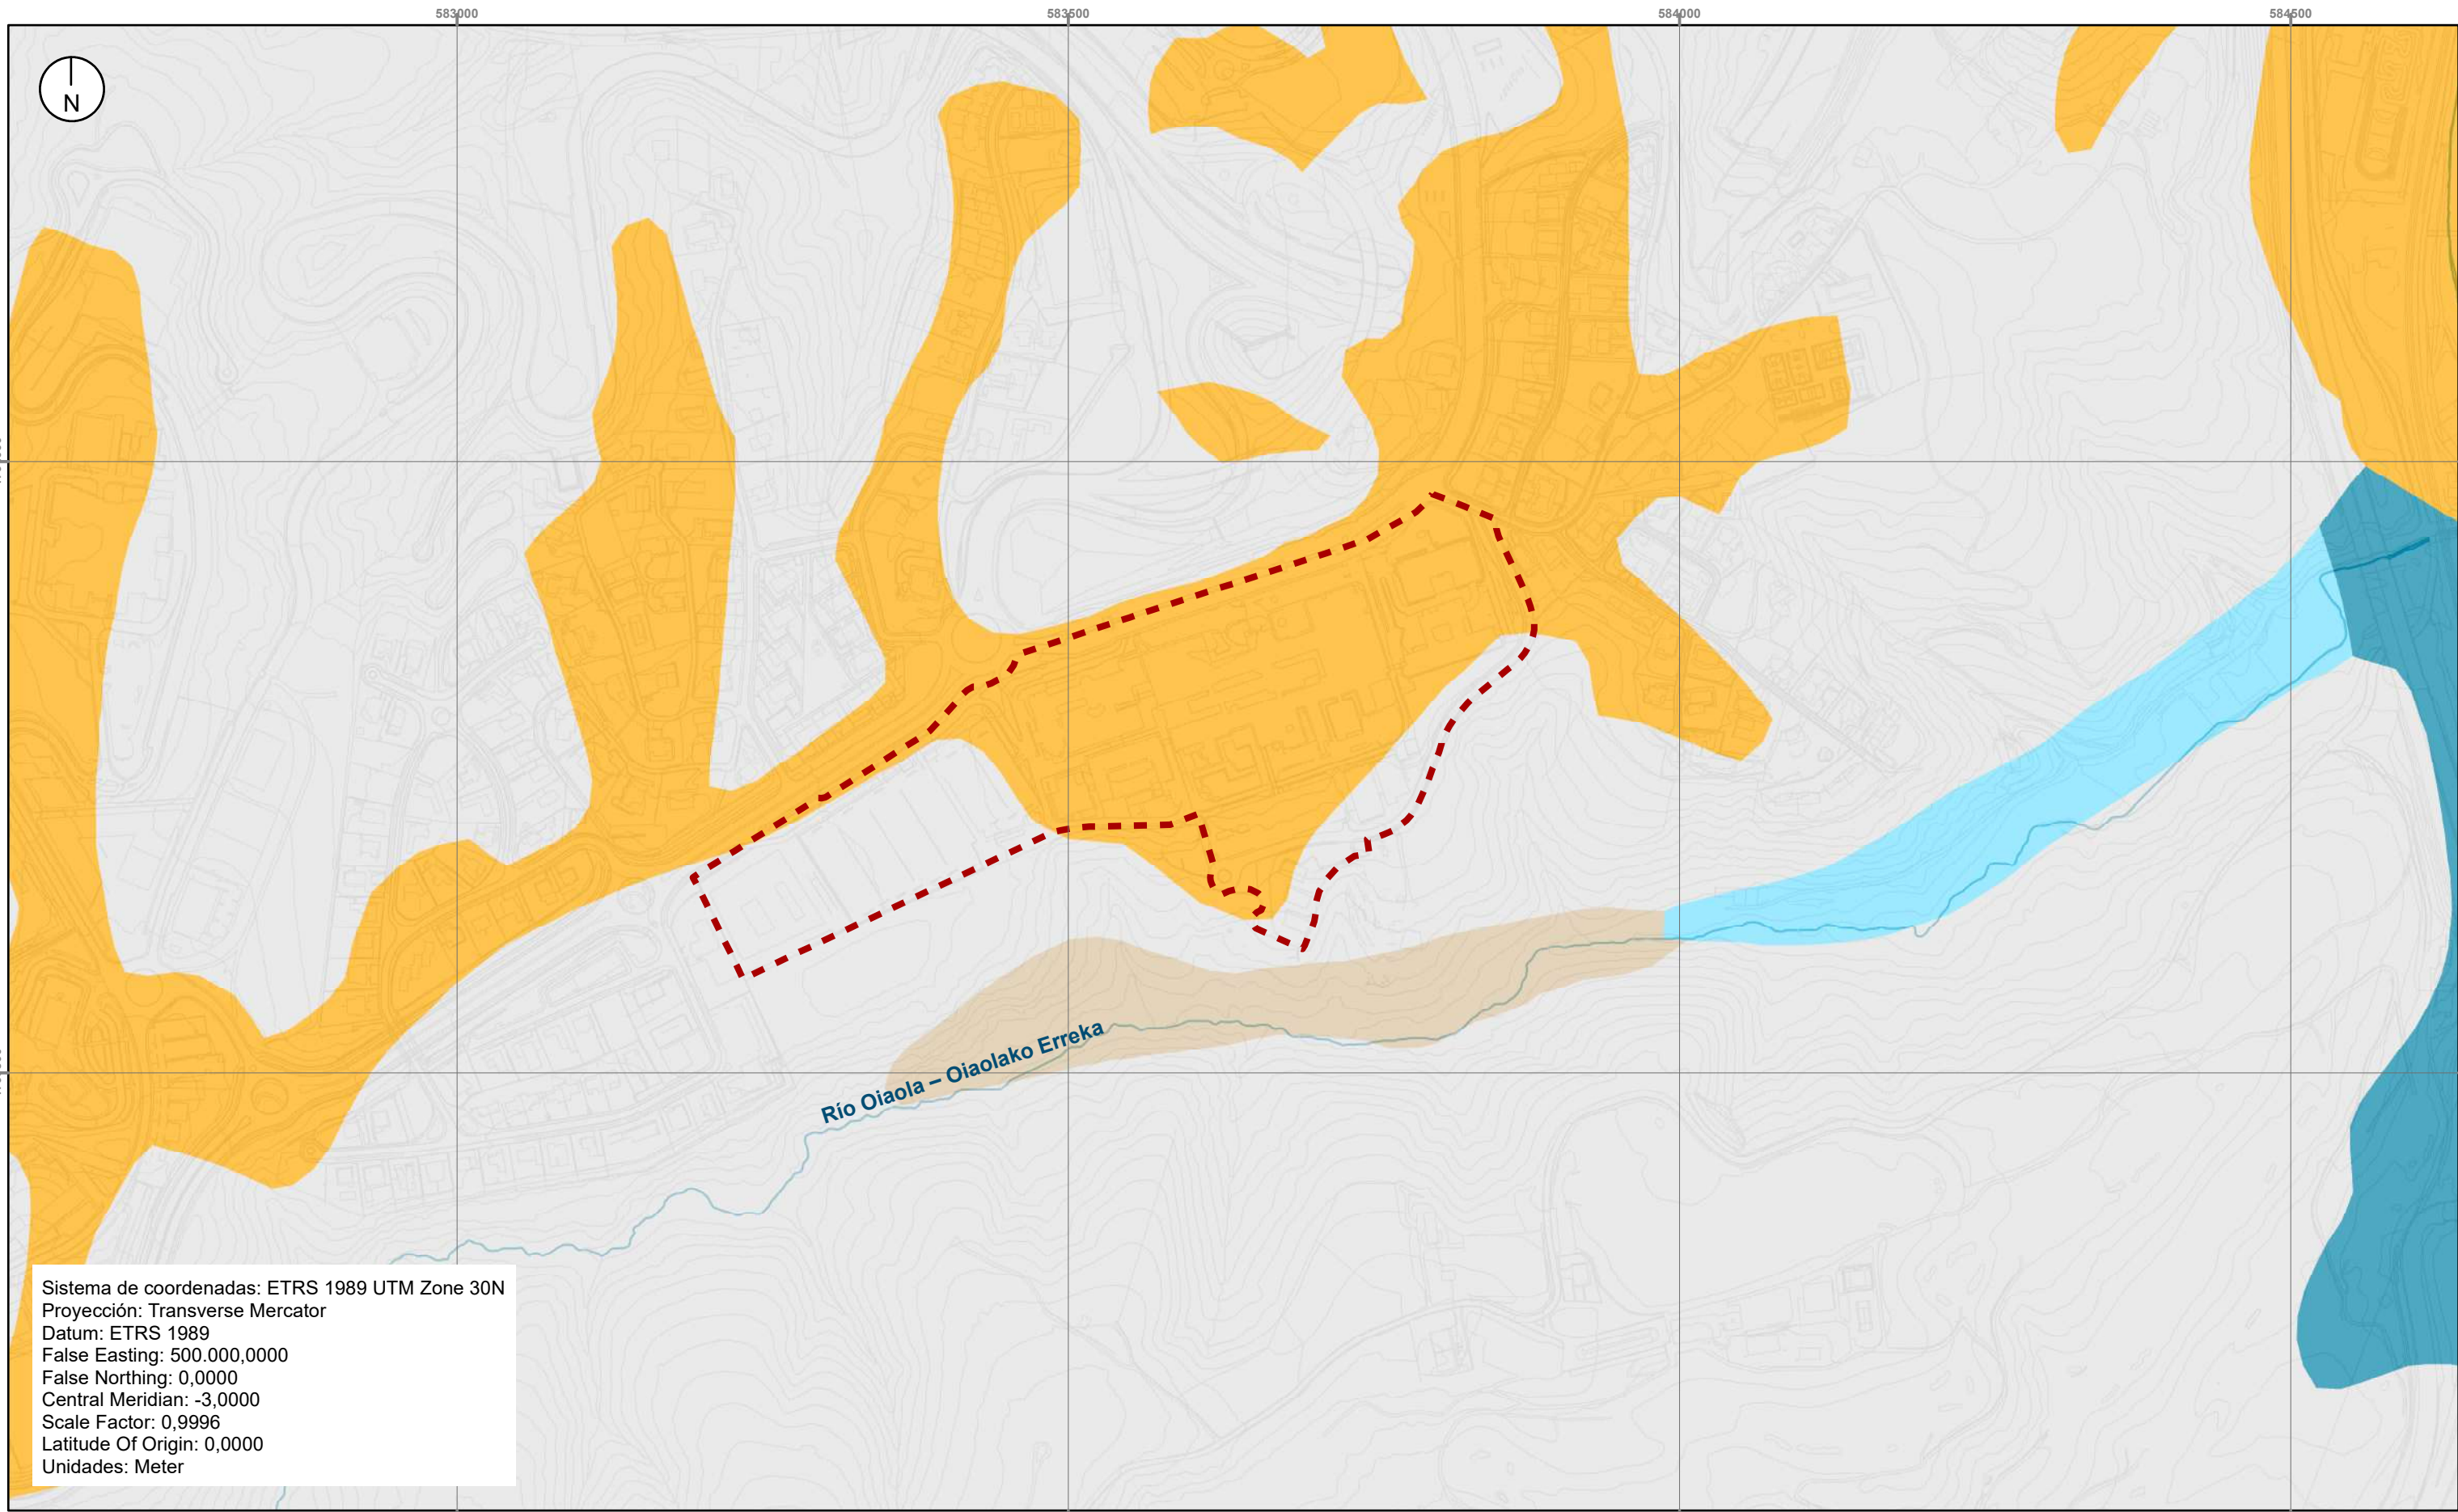 583000 583500 584000 584500
N
Río Oiaola – Oiaolako Erreka
Sistema de coordenadas: ETRS 1989 UTM Zone 30N
Proyección: Transverse Mercator
Datum: ETRS 1989
False Easting: 500.000,0000
False Northing: 0,0000
Central Meridian: -3,0000
Scale Factor: 0,9996
Latitude Of Origin: 0,0000
Unidades: Meter